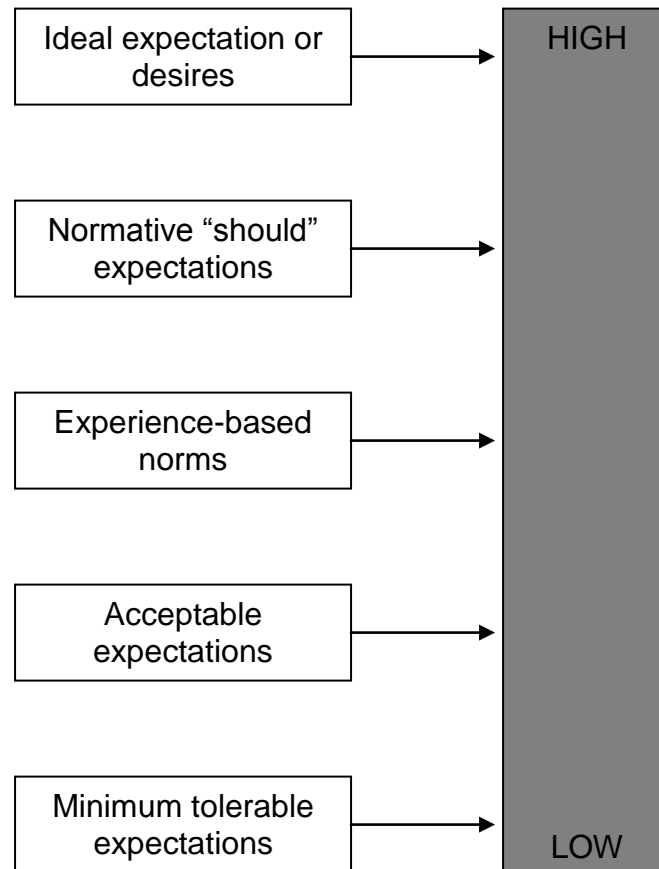 Ideal expectation or
desires
HIGH
Normative “should”
expectations
Experience-based
norms
Acceptable
expectations
Minimum tolerable
expectations
LOW